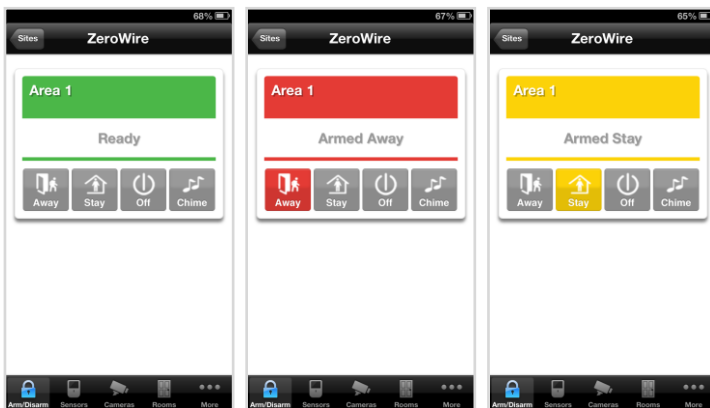 68%
Sites ZeroWire
Area 1
Ready
Away Stay Off Chime
Arm/Disarm Sensors Cameras Rooms More
67%
Sites ZeroWire
Area 1
Armed Away
Away Stay Off Chime
Arm/Disarm Sensors Cameras Rooms More
65%
Sites ZeroWire
Area 1
Armed Stay
Away Stay Off Chime
Arm/Disarm Sensors Cameras Rooms More